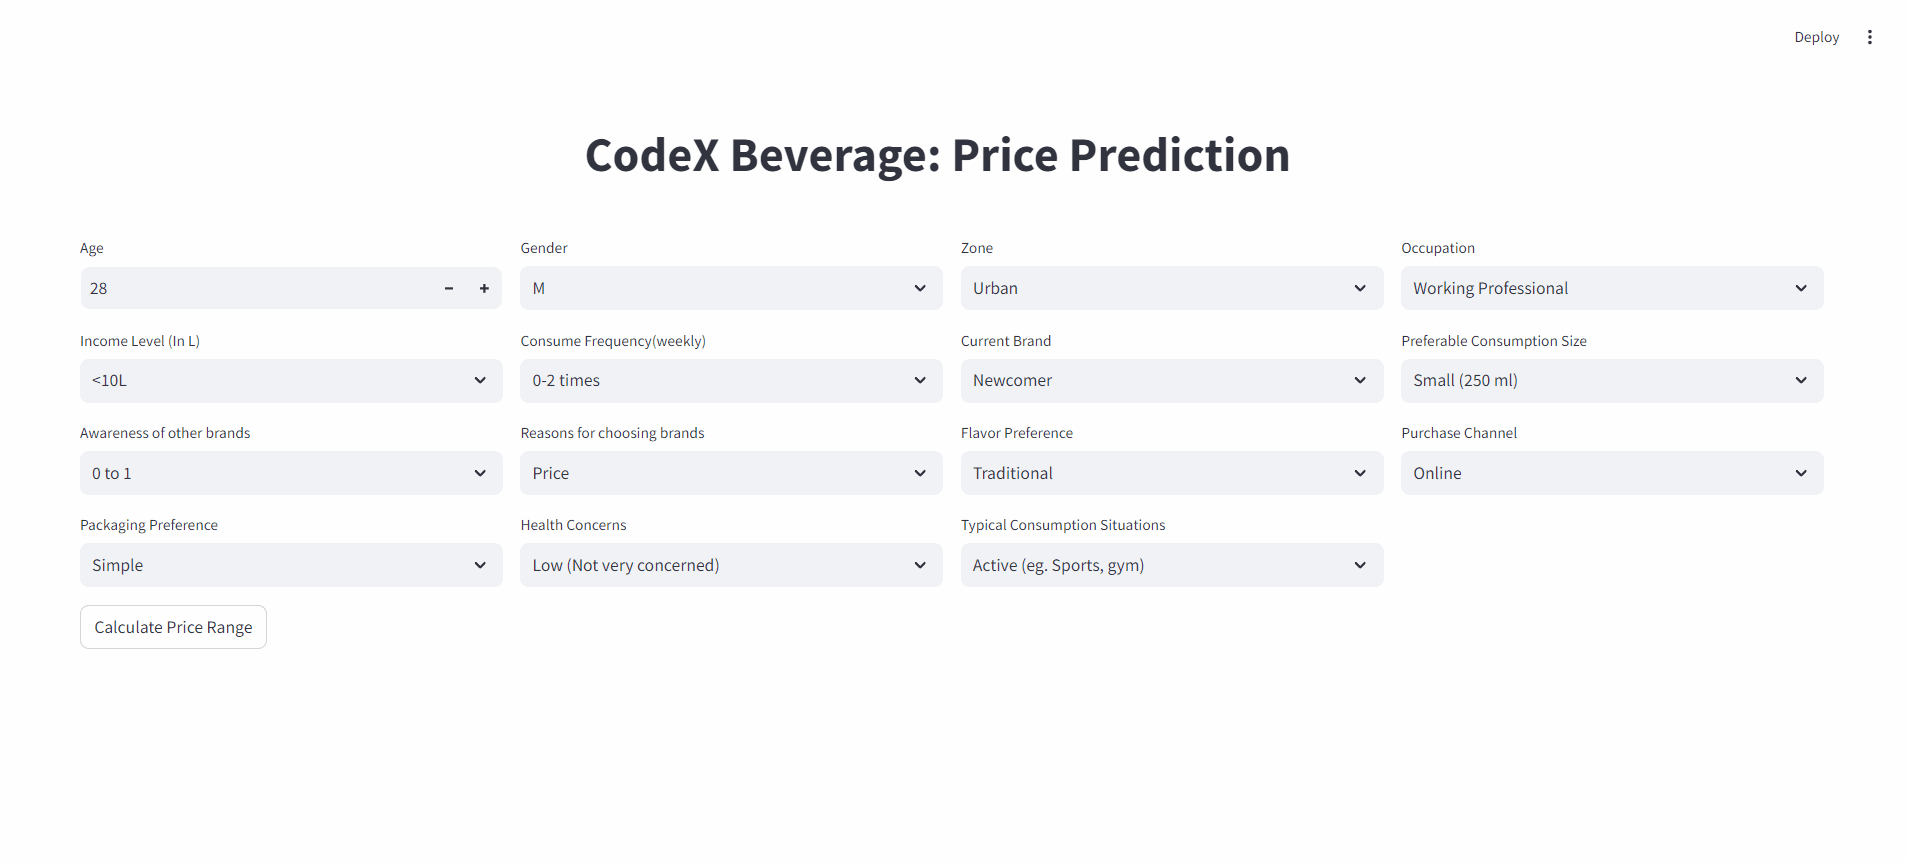 Deploy
CodeX Beverage: Price Prediction
Age Gender Zone Occupation
28 M Urban Working Professional
Income Level (In L) Consume Frequency(weekly) Current Brand Preferable Consumption Size
<10L 0-2 times Newcomer Small (250 ml)
Awareness of other brands Reasons for choosing brands Flavor Preference Purchase Channel
0 to 1 Price Traditional Online
Packaging Preference Health Concerns Typical Consumption Situations
Simple Low (Not very concerned) Active (eg. Sports, gym)
Calculate Price Range